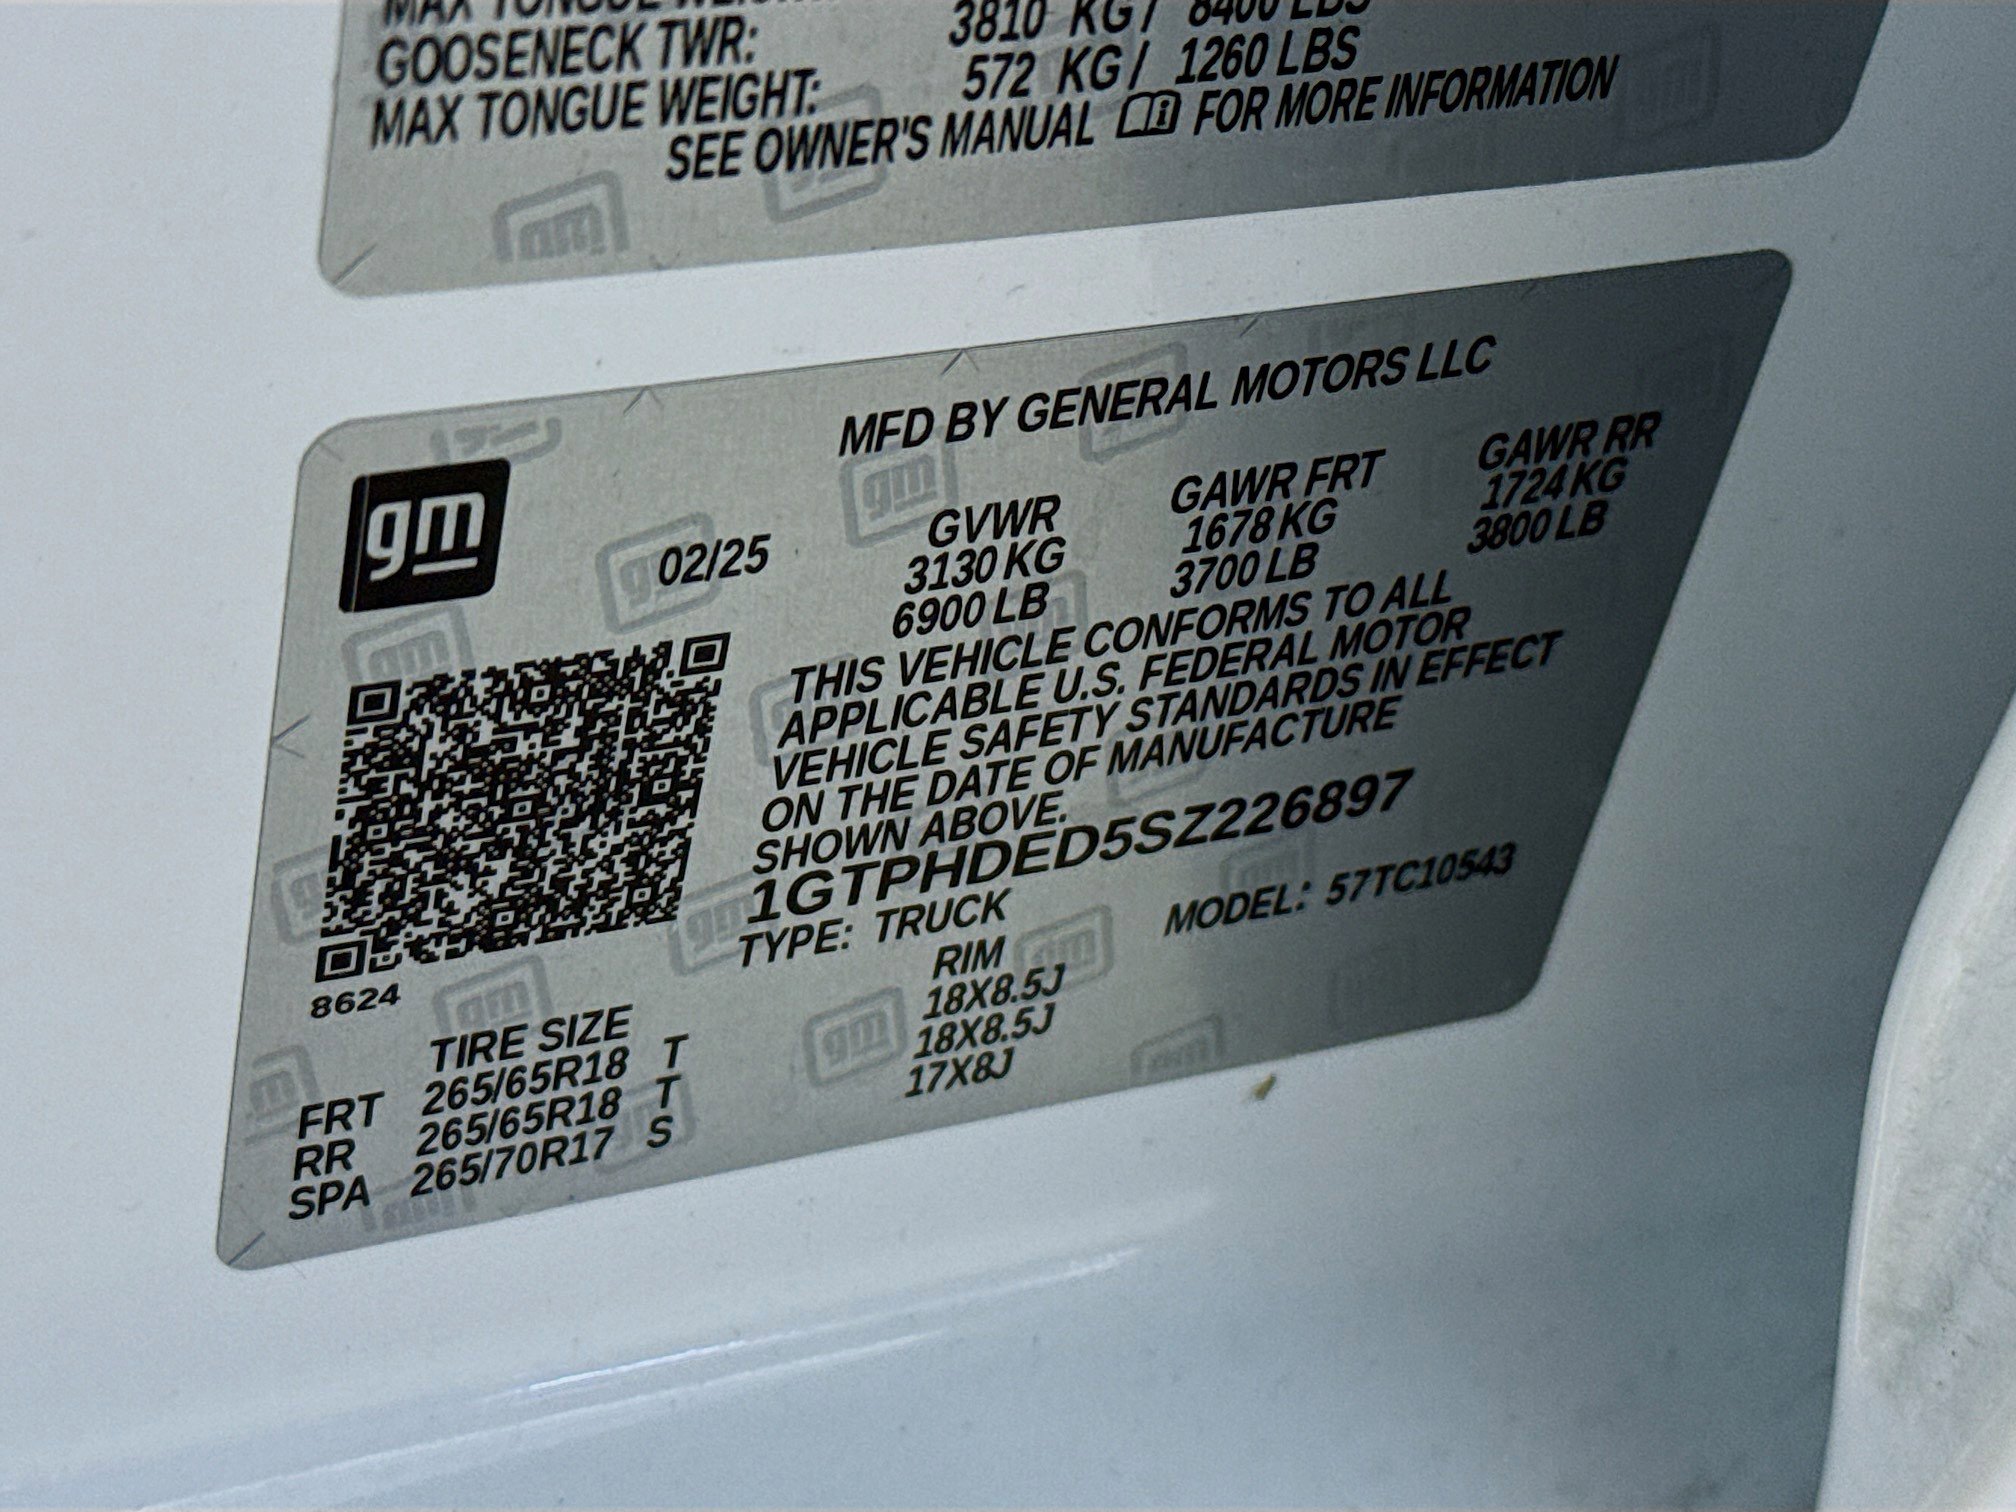 MAX TONGUE WEIGHT:
GOOSENECK TWR: 3810 KG / 8400 LBS
MAX TONGUE WEIGHT: 572 KG / 1260 LBS
SEE OWNER'S MANUAL FOR MORE INFORMATION
gm
MFD BY GENERAL MOTORS LLC
02/25
GVWR GAWR FRT GAWR RR
3130 KG 1678 KG 1724 KG
6900 LB 3700 LB 3800 LB
THIS VEHICLE CONFORMS TO ALL
APPLICABLE U.S. FEDERAL MOTOR
VEHICLE SAFETY STANDARDS IN EFFECT
ON THE DATE OF MANUFACTURE
SHOWN ABOVE.
1GTPHDED5SZ226897
TYPE: TRUCK MODEL: 57TC10543
8624
TIRE SIZE RIM
FRT 265/65R18 T 18X8.5J
RR 265/65R18 T 18X8.5J
SPA 265/70R17 S 17X8J